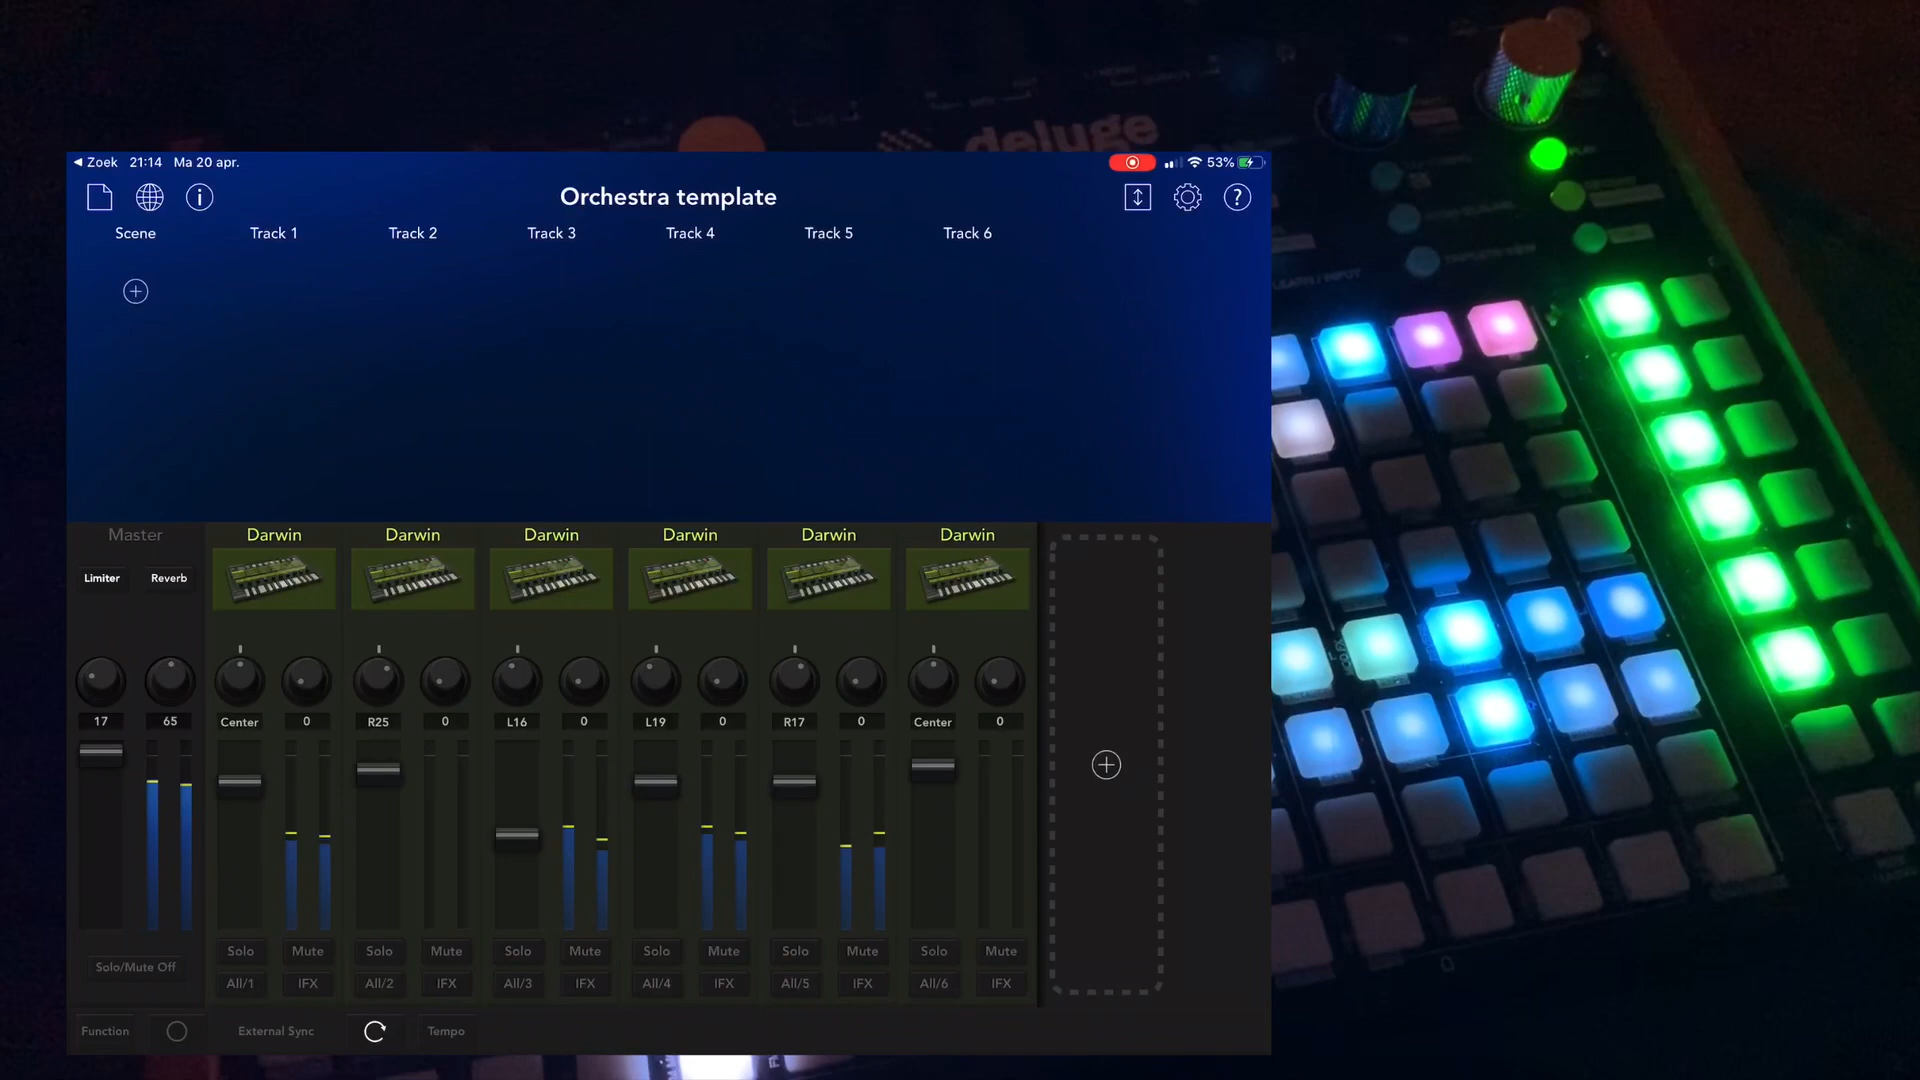 deluge
PLAY
LEARN / INPUT
◀ Zoek 21:14 Ma 20 apr.
53%
Orchestra template
Scene Track 1 Track 2 Track 3 Track 4 Track 5 Track 6
Master Darwin Darwin Darwin Darwin Darwin Darwin
Limiter Reverb
17 65 Center 0 R25 0 L16 0 L19 0 R17 0 Center 0
Solo Mute Solo Mute Solo Mute Solo Mute Solo Mute Solo Mute
Solo/Mute Off
All/1 IFX All/2 IFX All/3 IFX All/4 IFX All/5 IFX All/6 IFX
Function External Sync Tempo